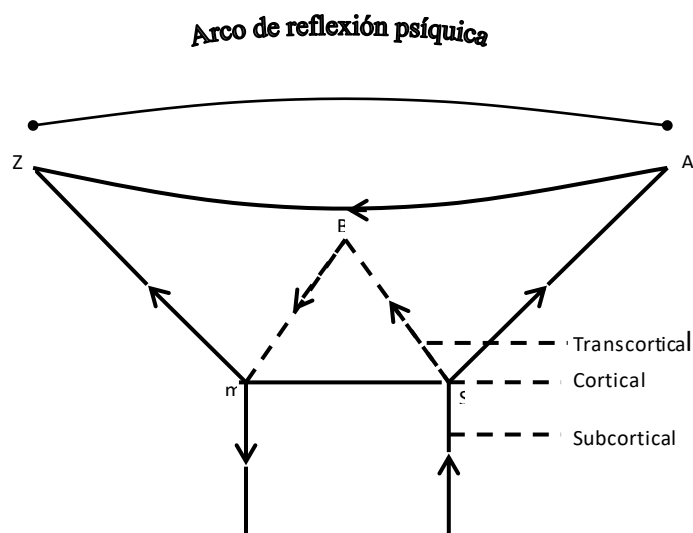 Arco de reflexión psíquica
Z
A
B
Transcortical
Cortical
m
S
Subcortical